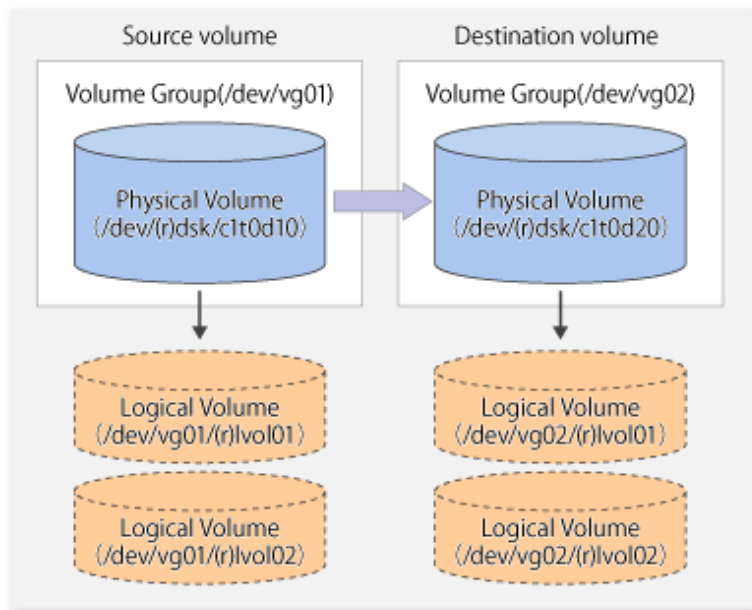 Source volume
Destination volume
Volume Group(/dev/vg01)
Volume Group(/dev/vg02)
Physical Volume
(/dev/(r)dsk/c1t0d10)
Physical Volume
(/dev/(r)dsk/c1t0d20)
Logical Volume
(/dev/vg01/(r)lvol01)
Logical Volume
(/dev/vg02/(r)lvol01)
Logical Volume
(/dev/vg01/(r)lvol02)
Logical Volume
(/dev/vg02/(r)lvol02)